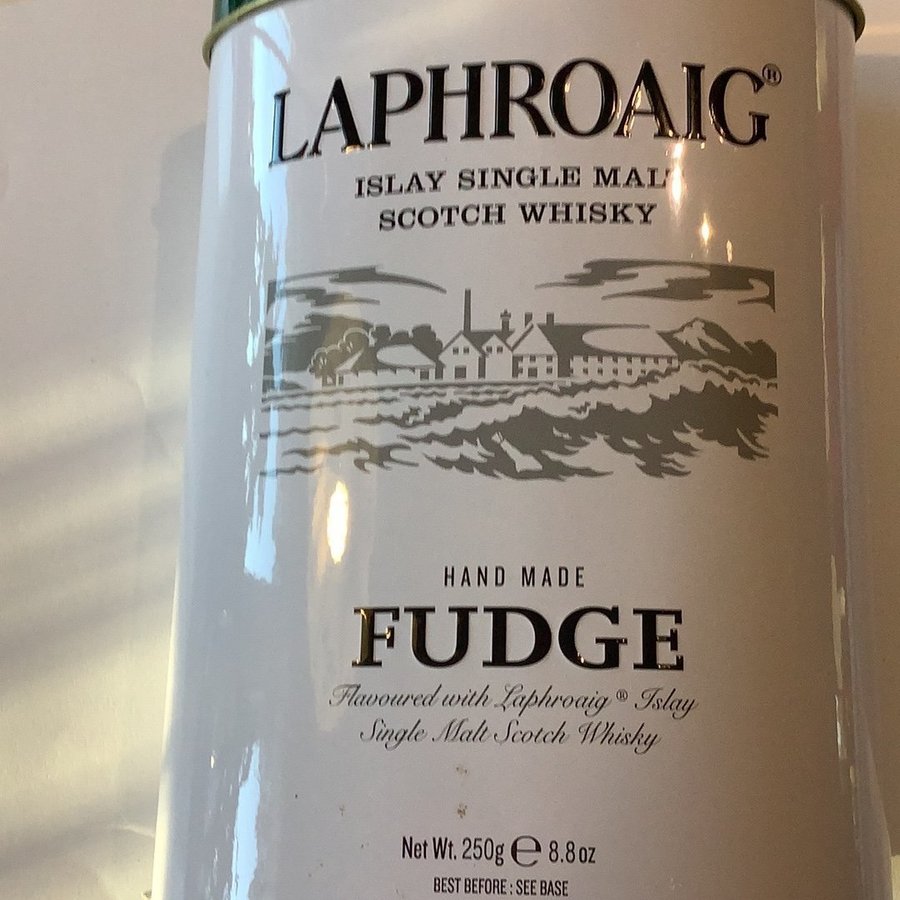 LAPHROAIG®
ISLAY SINGLE MALT
SCOTCH WHISKY
HAND MADE
FUDGE
Flavoured with Laphroaig® Islay
Single Malt Scotch Whisky
Net Wt. 250g ℮ 8.8oz
BEST BEFORE : SEE BASE